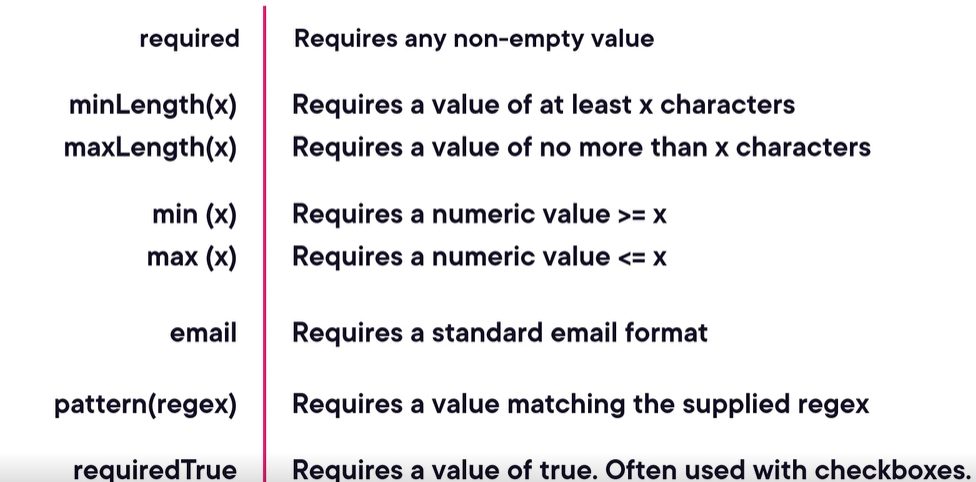 required Requires any non-empty value
minLength(x) Requires a value of at least x characters
maxLength(x) Requires a value of no more than x characters
min (x) Requires a numeric value >= x
max (x) Requires a numeric value <= x
email Requires a standard email format
pattern(regex) Requires a value matching the supplied regex
requiredTrue Requires a value of true. Often used with checkboxes.